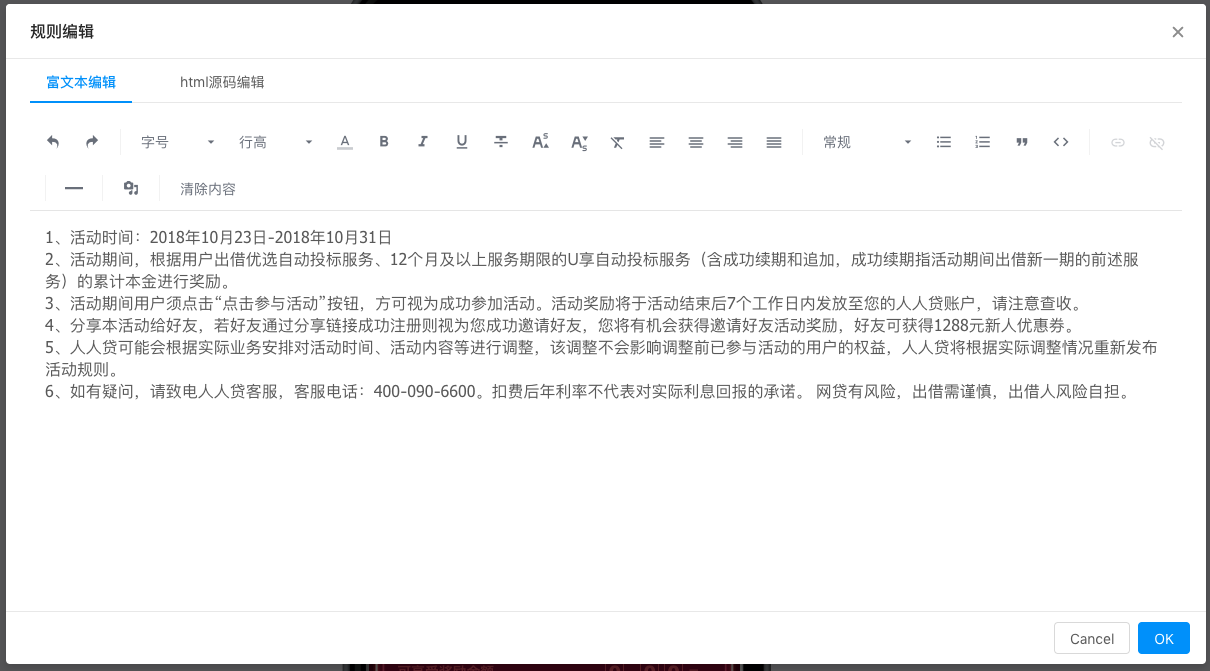 规则编辑
富文本编辑 html源码编辑
字号 行高 A B I U 常规
清除内容
1、活动时间：2018年10月23日-2018年10月31日
2、活动期间，根据用户出借优选自动投标服务、12个月及以上服务期限的U享自动投标服务（含成功续期和追加，成功续期指活动期间出借新一期的前述服
务）的累计本金进行奖励。
3、活动期间用户须点击“点击参与活动”按钮，方可视为成功参加活动。活动奖励将于活动结束后7个工作日内发放至您的人人贷账户，请注意查收。
4、分享本活动给好友，若好友通过分享链接成功注册则视为您成功邀请好友，您将有机会获得邀请好友活动奖励，好友可获得1288元新人优惠券。
5、人人贷可能会根据实际业务安排对活动时间、活动内容等进行调整，该调整不会影响调整前已参与活动的用户的权益，人人贷将根据实际调整情况重新发布
活动规则。
6、如有疑问，请致电人人贷客服，客服电话：400-090-6600。扣费后年利率不代表对实际利息回报的承诺。 网贷有风险，出借需谨慎，出借人风险自担。
Cancel OK